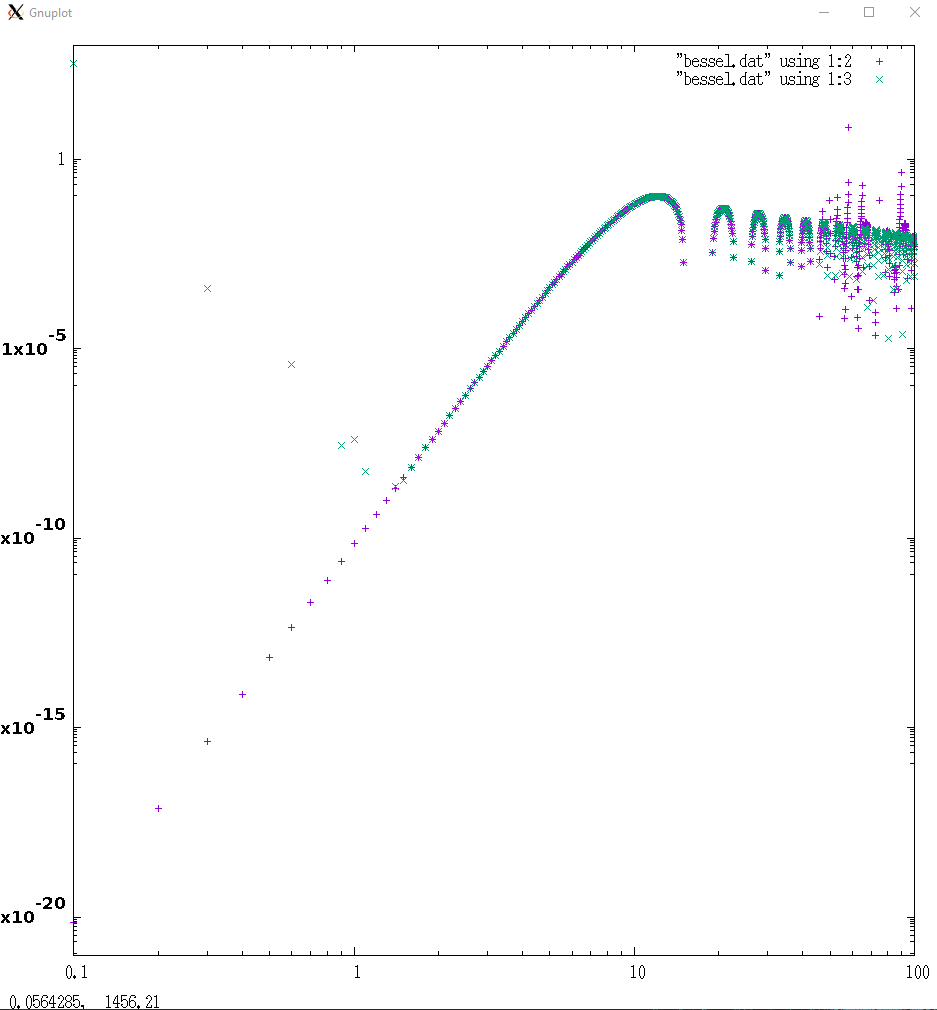 Gnuplot
"bessel.dat" using 1:2
"bessel.dat" using 1:3
1
1x10-5
x10-10
x10-15
x10-20
0.1 1 10 100
0.0564285, 1456.21